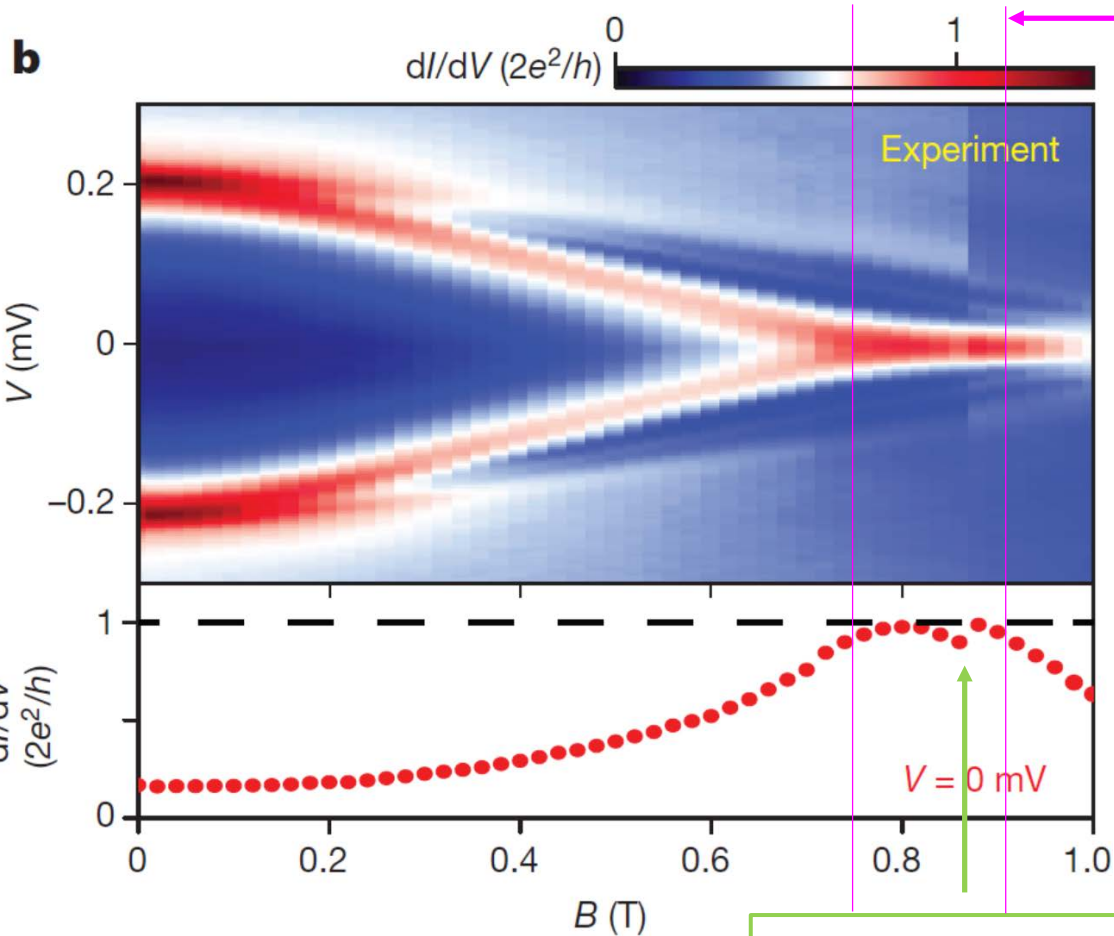 b
dI/dV (2e²/h)
0 1
Experiment
V (mV)
0.2
0
−0.2
(2e²/h)
1
0
V = 0 mV
0 0.2 0.4 0.6 0.8 1.0
B (T)